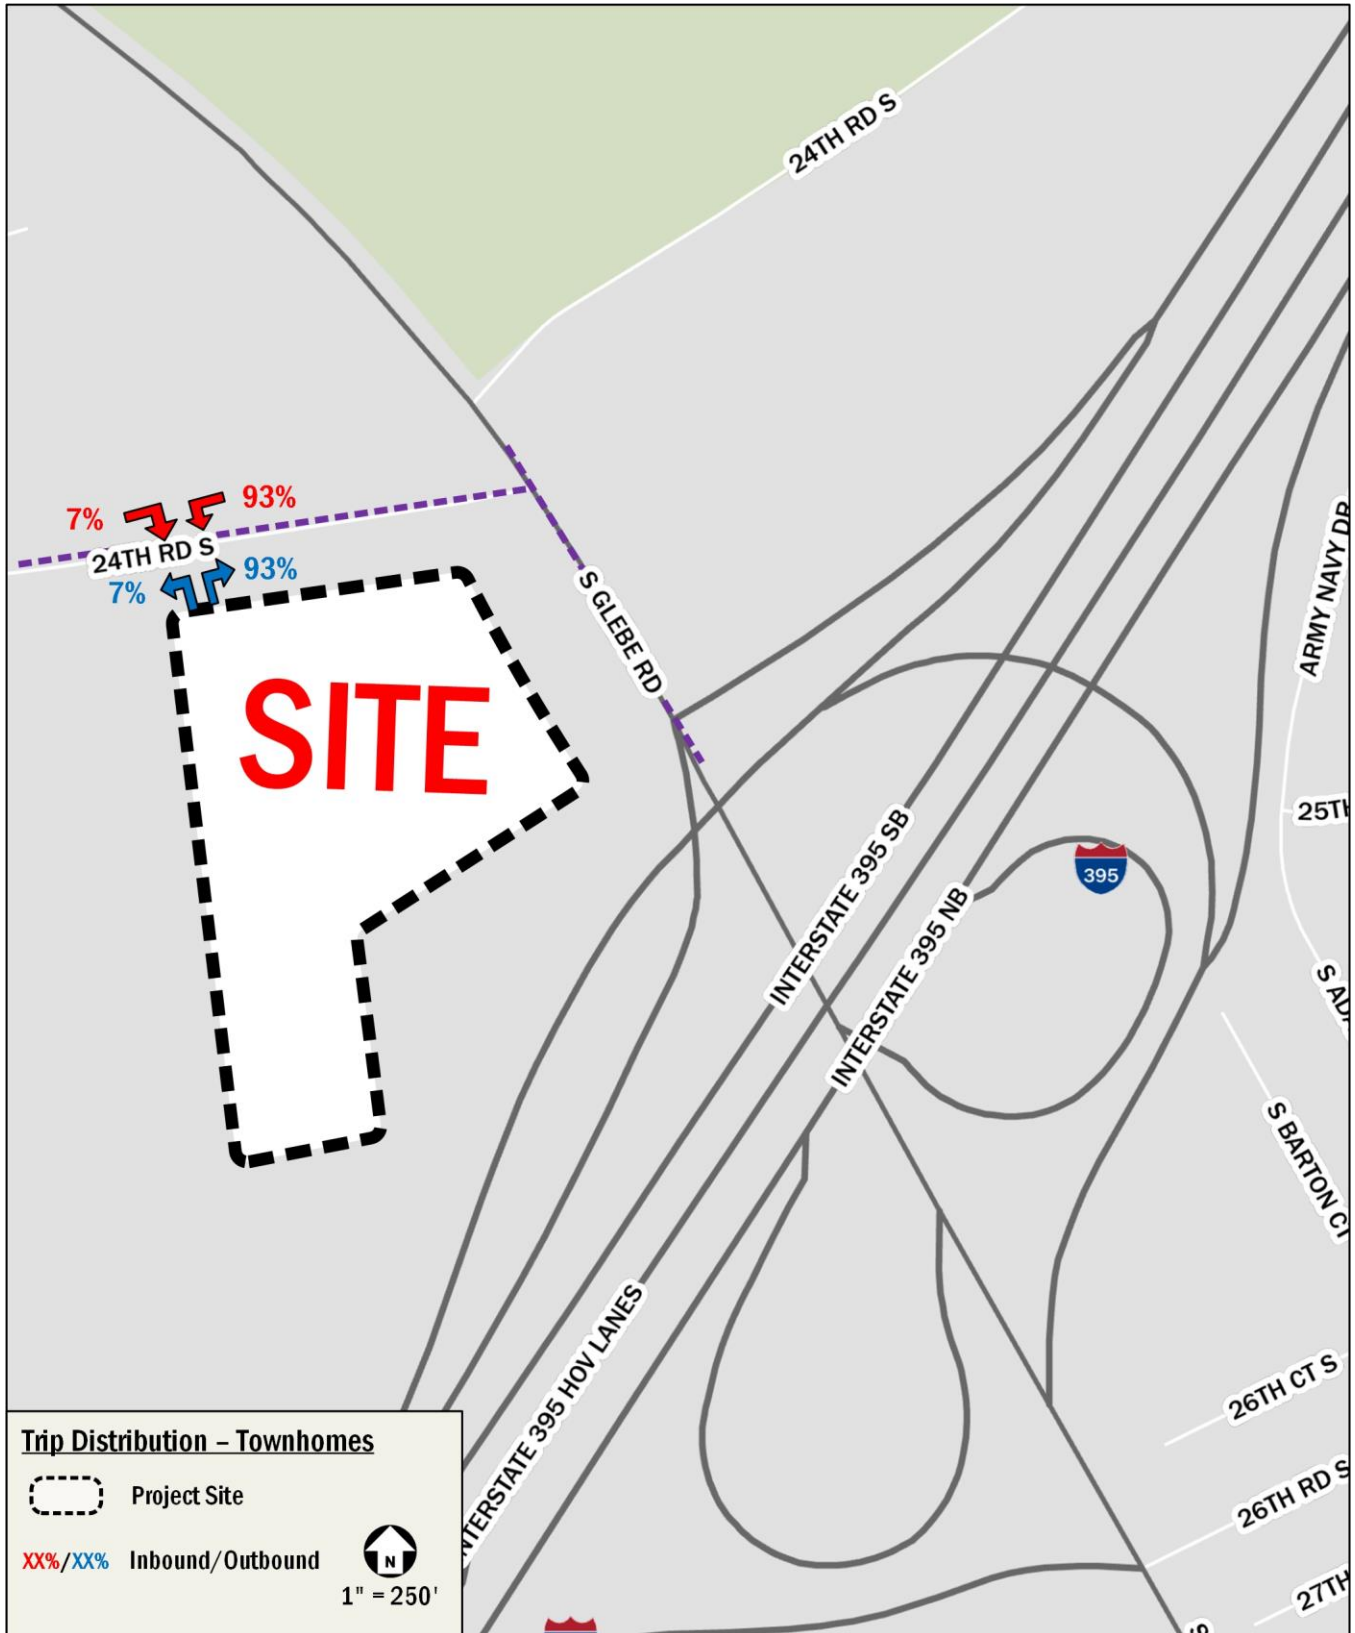 24TH RD S
93%
7%
24TH RD S
93%
7%
S GLEBE RD
SITE
ARMY NAVY DR
25TH
395
INTERSTATE 395 SB
INTERSTATE 395 NB
S ADA
S BARTON CT
INTERSTATE 395 HOV LANES
26TH CT S
26TH RD S
27TH
S
Trip Distribution – Townhomes
Project Site
XX%/XX% Inbound/Outbound
N
1" = 250'